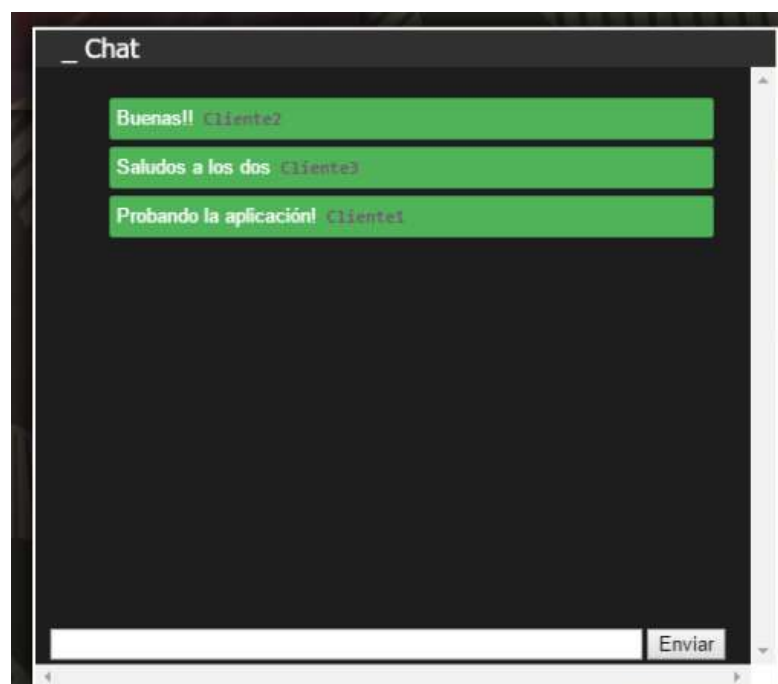 _ Chat
Buenas!! Cliente2
Saludos a los dos Cliente3
Probando la aplicación! Cliente1
Enviar